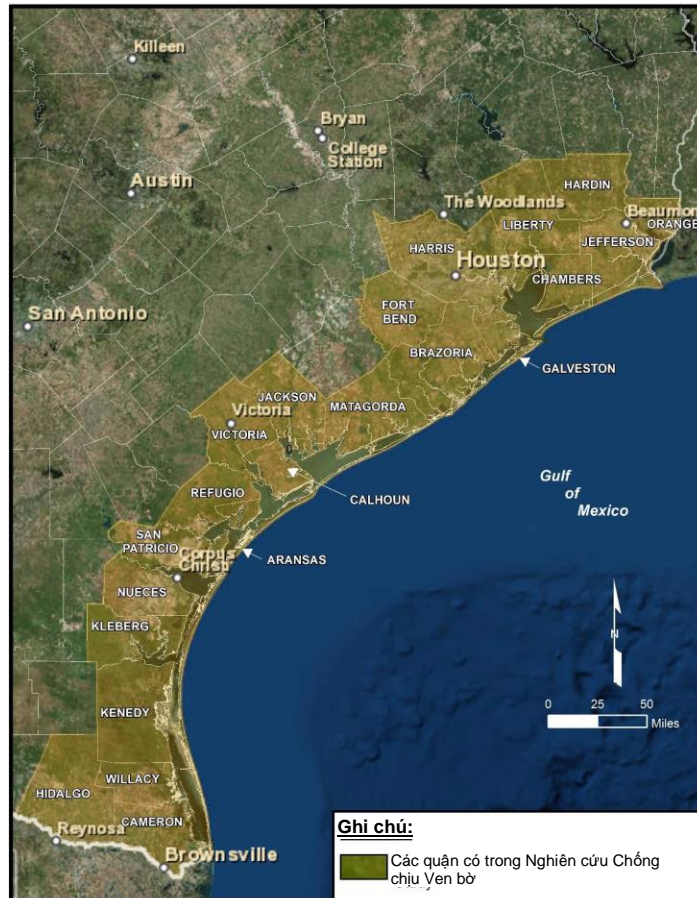 Killeen
Bryan
College
Station
Austin
HARDIN
The Woodlands
Beaumon
LIBERTY
ORANGE
HARRIS
JEFFERSON
Houston
CHAMBERS
San Antonio
FORT
BEND
BRAZORIA
GALVESTON
JACKSON
MATAGORDA
Victoria
VICTORIA
Gulf
of
Mexico
REFUGIO
CALHOUN
SAN
PATRICIO
Corpus
Christi
ARANSAS
NUECES
KLEBERG
N
KENEDY
0 25 50
Miles
WILLACY
HIDALGO
CAMERON
Reynosa
Brownsville
Ghi chú:
Các quận có trong Nghiên cứu Chống
chịu Ven bờ